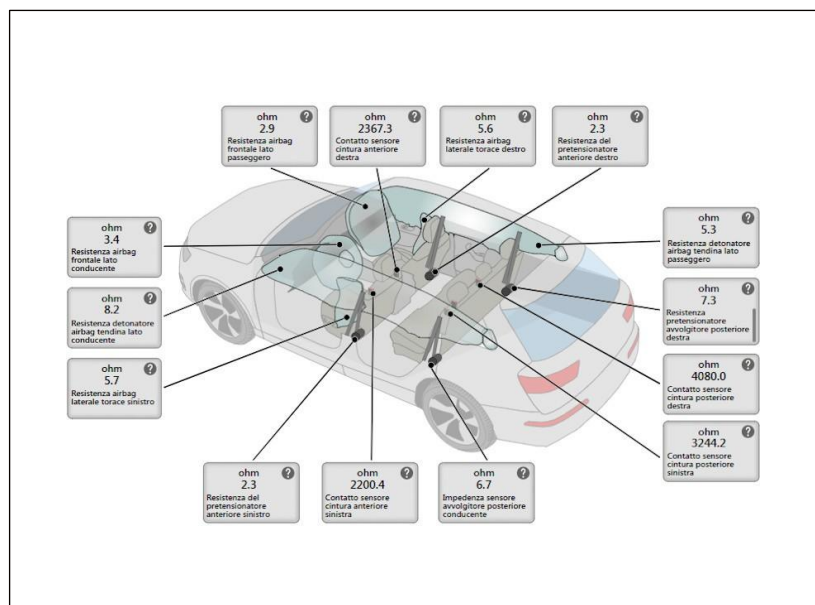 ohm
2.9
Resistenza airbag
frontale lato
passeggero
ohm
2367.3
Contatto sensore
cintura anteriore
destra
ohm
5.6
Resistenza airbag
laterale torace destro
ohm
2.3
Resistenza del
pretensionatore
anteriore destro
ohm
3.4
Resistenza airbag
frontale lato
conducente
ohm
8.2
Resistenza detonatore
airbag tendina lato
conducente
ohm
5.7
Resistenza airbag
laterale torace sinistro
ohm
5.3
Resistenza detonatore
airbag tendina lato
passeggero
ohm
7.3
Resistenza
pretensionatore
avvolgitore posteriore
destra
ohm
4080.0
Contatto sensore
cintura posteriore
destra
ohm
3244.2
Contatto sensore
cintura posteriore
sinistra
ohm
2.3
Resistenza del
pretensionatore
anteriore sinistro
ohm
2200.4
Contatto sensore
cintura anteriore
sinistra
ohm
6.7
Impedenza sensore
avvolgitore posteriore
conducente